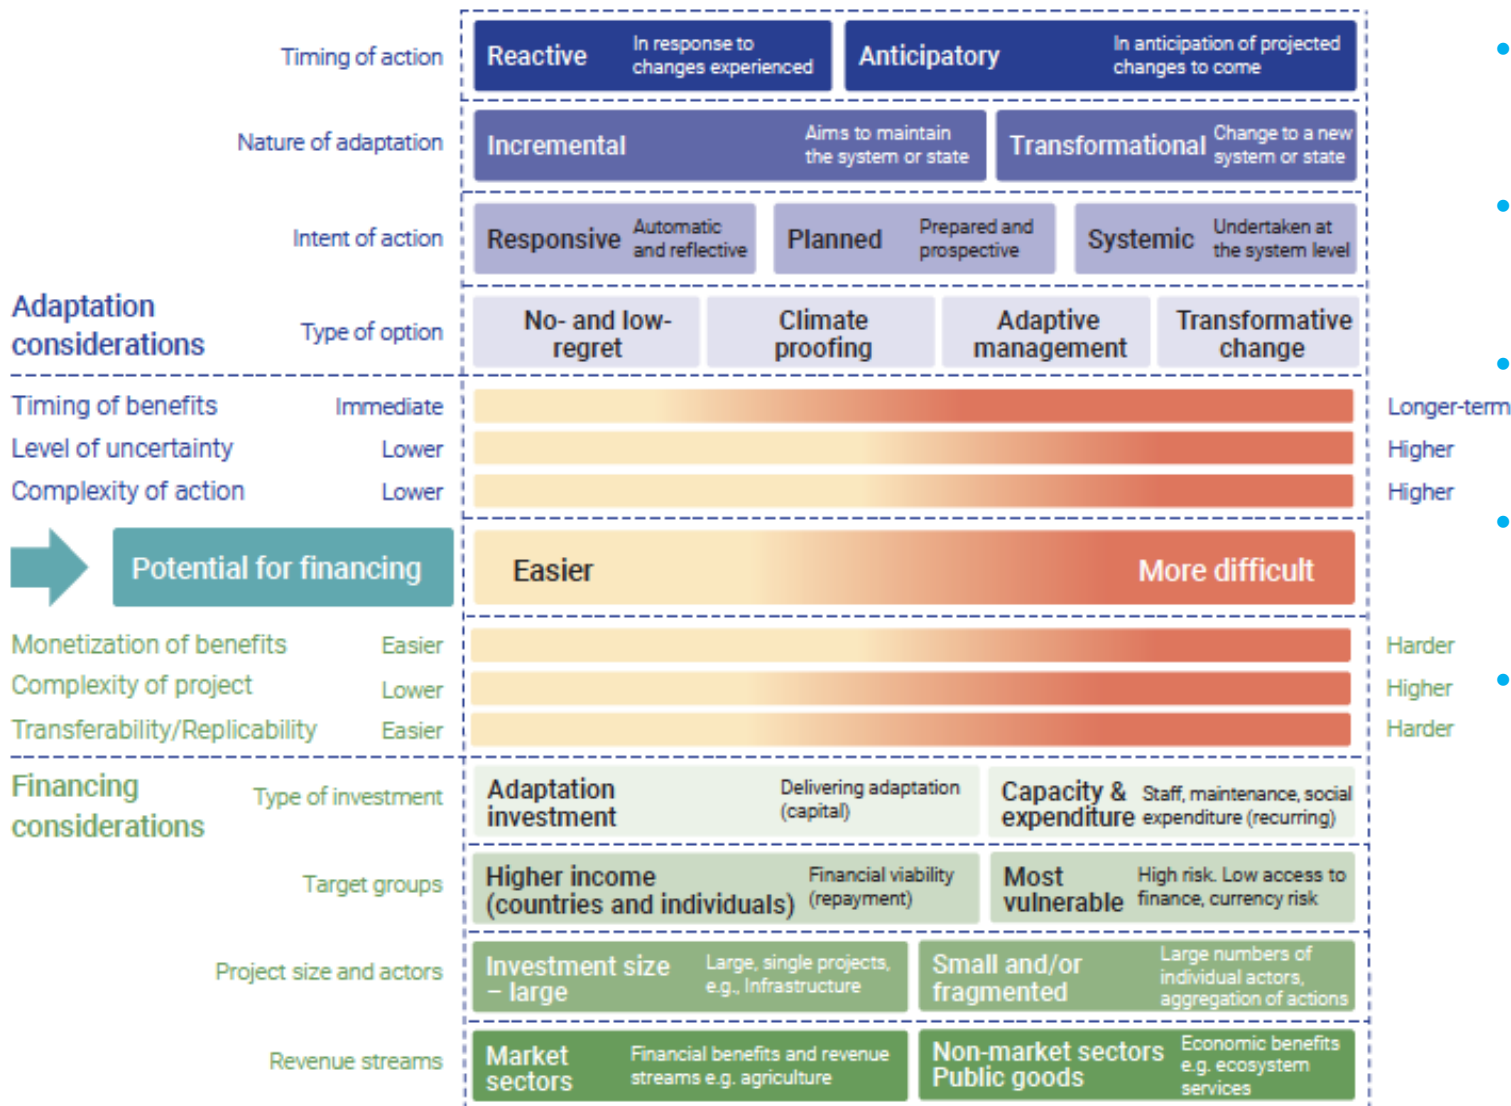 Timing of action
Reactive
In response to
changes experienced
Anticipatory
In anticipation of projected
changes to come
Nature of adaptation
Incremental
Aims to maintain
the system or state
Transformational
Change to a new
system or state
Intent of action
Responsive
Automatic
and reflective
Planned
Prepared and
prospective
Systemic
Undertaken at
the system level
Adaptation
considerations
Type of option
No- and low-
regret
Climate
proofing
Adaptive
management
Transformative
change
Timing of benefits
Immediate
Longer-term
Level of uncertainty
Lower
Higher
Complexity of action
Lower
Higher
Potential for financing
Easier
More difficult
Monetization of benefits
Easier
Harder
Complexity of project
Lower
Higher
Transferability/Replicability
Easier
Harder
Financing
considerations
Type of investment
Adaptation
investment
Delivering adaptation
(capital)
Capacity &
expenditure
Staff, maintenance, social
expenditure (recurring)
Target groups
Higher income
(countries and individuals)
Financial viability
(repayment)
Most
vulnerable
High risk. Low access to
finance, currency risk
Project size and actors
Investment size
– large
Large, single projects,
e.g., Infrastructure
Small and/or
fragmented
Large numbers of
individual actors,
aggregation of actions
Revenue streams
Market
sectors
Financial benefits and revenue
streams e.g. agriculture
Non-market sectors
Public goods
Economic benefits
e.g. ecosystem
services